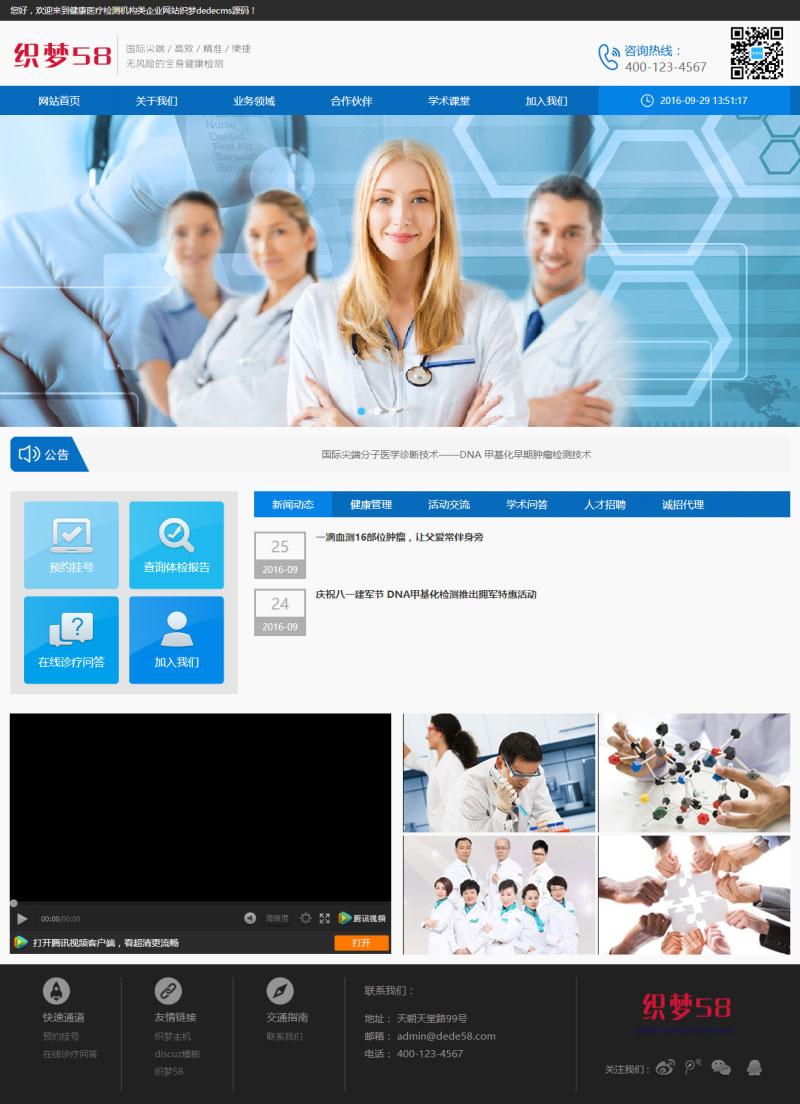 您好，欢迎来到健康医疗检测机构类企业网站织梦dedecms源码！
织梦58
国际尖端 / 高效 / 精准 / 便捷
无风险的全身健康检测
咨询热线：
400-123-4567
网站首页 关于我们 业务领域 合作伙伴 学术课堂 加入我们 2016-09-29 13:51:17
Nurse
Dentist
First Aid
Surgeon
Emergency
公告 国际尖端分子医学诊断技术——DNA 甲基化早期肿瘤检测技术
预约挂号 查询体检报告
在线诊疗问答 加入我们
新闻动态 健康管理 活动交流 学术问答 人才招聘 诚招代理
25 一滴血测16部位肿瘤，让父爱常伴身旁
2016-09
24 庆祝八一建军节 DNA甲基化检测推出拥军特惠活动
2016-09
00:00/00:00 清晰度 腾讯视频
打开腾讯视频客户端，看超清更流畅 打开
快速通道
预约挂号
在线诊疗问答
友情链接
织梦主机
discuz模板
织梦58
交通指南
联系我们
联系我们：
地址： 天朝天堂路99号
邮箱： admin@dede58.com
电话： 400-123-4567
织梦58
关注我们：